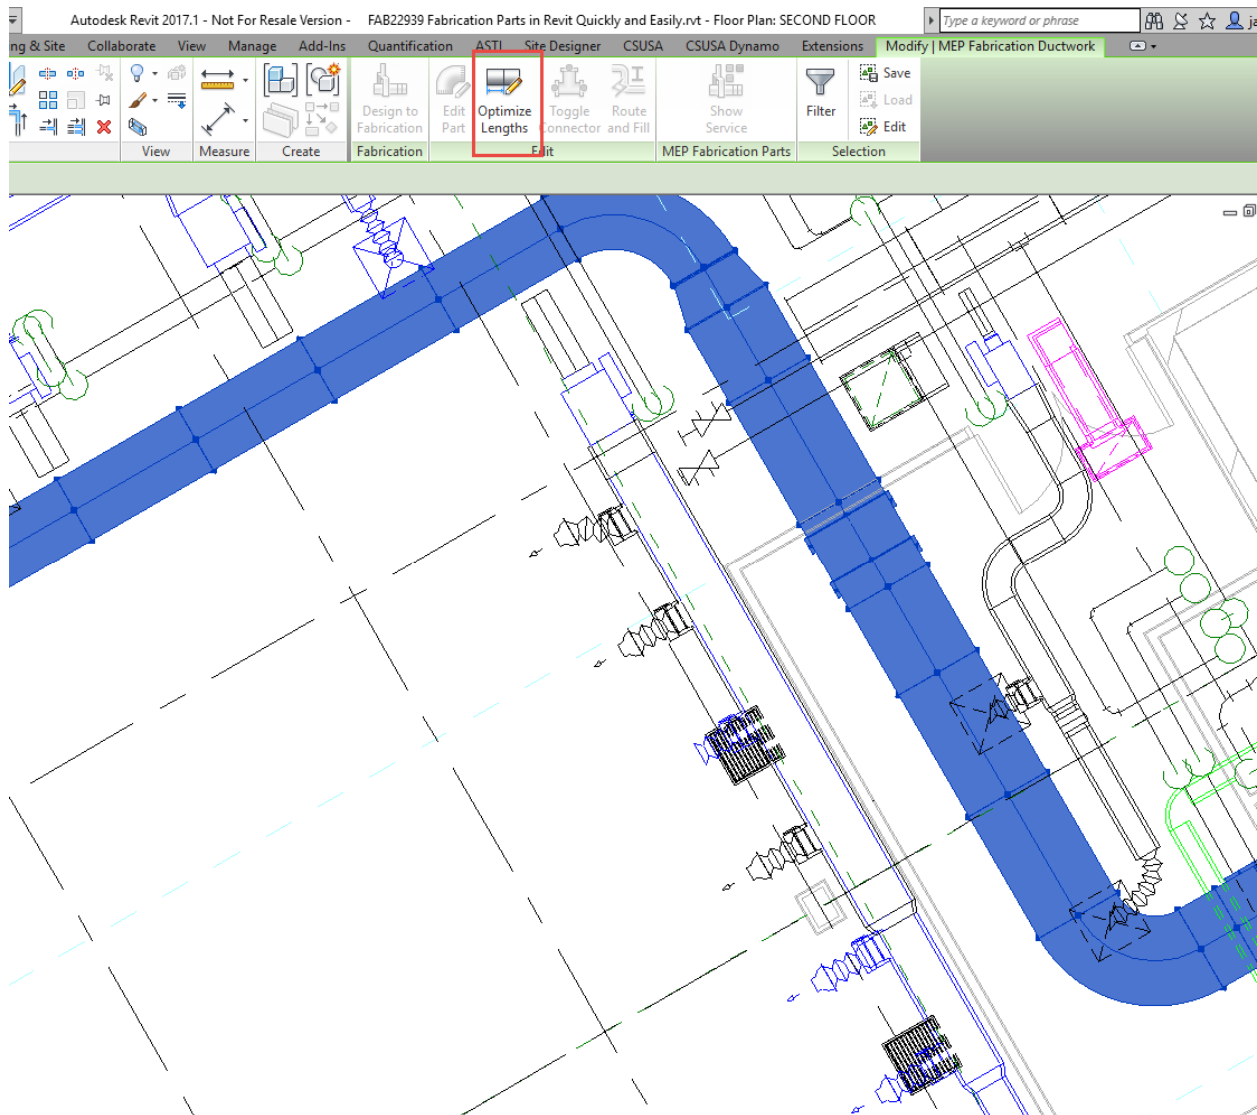 Autodesk Revit 2017.1 - Not For Resale Version - FAB22939 Fabrication Parts in Revit Quickly and Easily.rvt - Floor Plan: SECOND FLOOR
Type a keyword or phrase
ja
ng & Site Collaborate View Manage Add-Ins Quantification ASTI Site Designer CSUSA CSUSA Dynamo Extensions Modify | MEP Fabrication Ductwork
Design to
Fabrication
Edit
Part
Optimize
Lengths
Toggle
Connector
Route
and Fill
Show
Service
Filter
Save
Load
Edit
View Measure Create Fabrication Edit MEP Fabrication Parts Selection